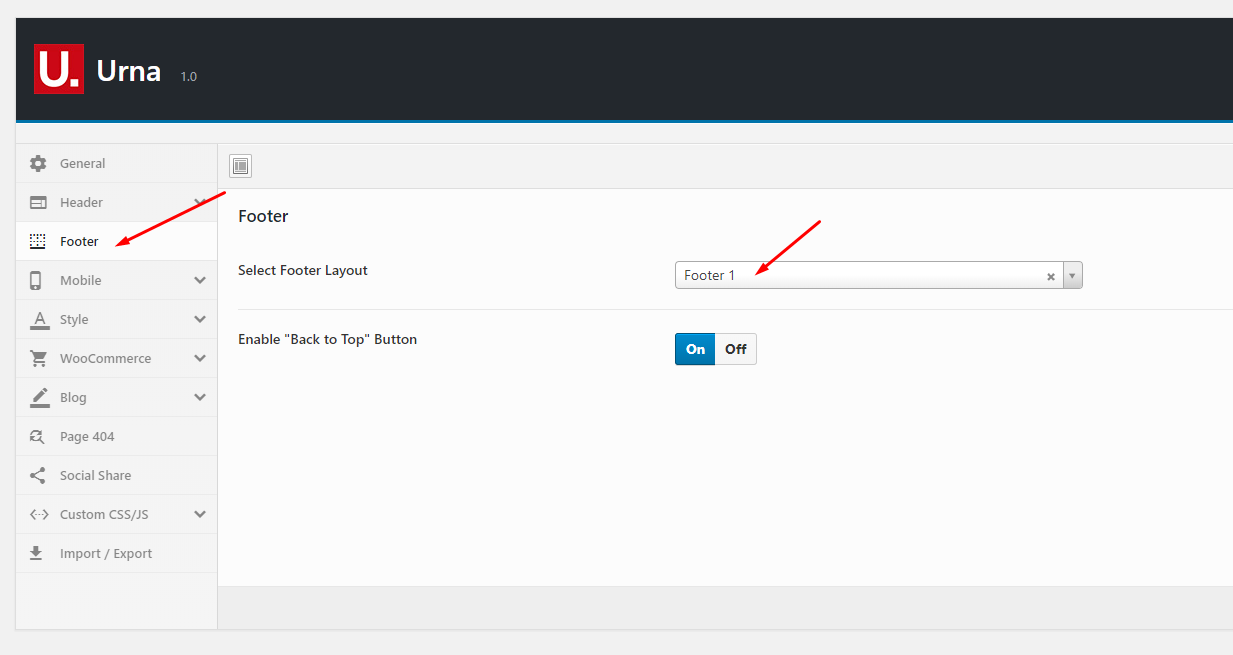 U.
Urna 1.0
General
Header
Footer
Mobile
Style
WooCommerce
Blog
Page 404
Social Share
Custom CSS/JS
Import / Export
Footer
Select Footer Layout
Footer 1
Enable "Back to Top" Button
On Off